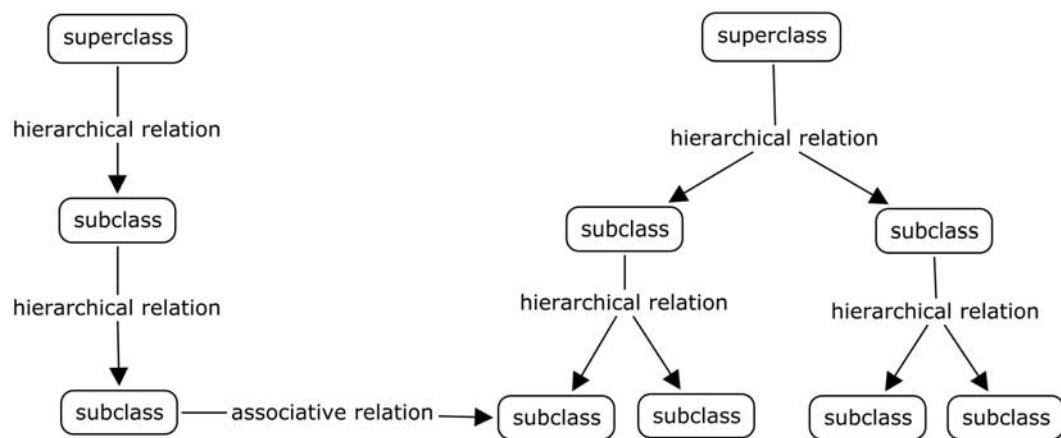 superclass
superclass
hierarchical relation
hierarchical relation
subclass
subclass
subclass
hierarchical relation
hierarchical relation
hierarchical relation
subclass
associative relation
subclass
subclass
subclass
subclass